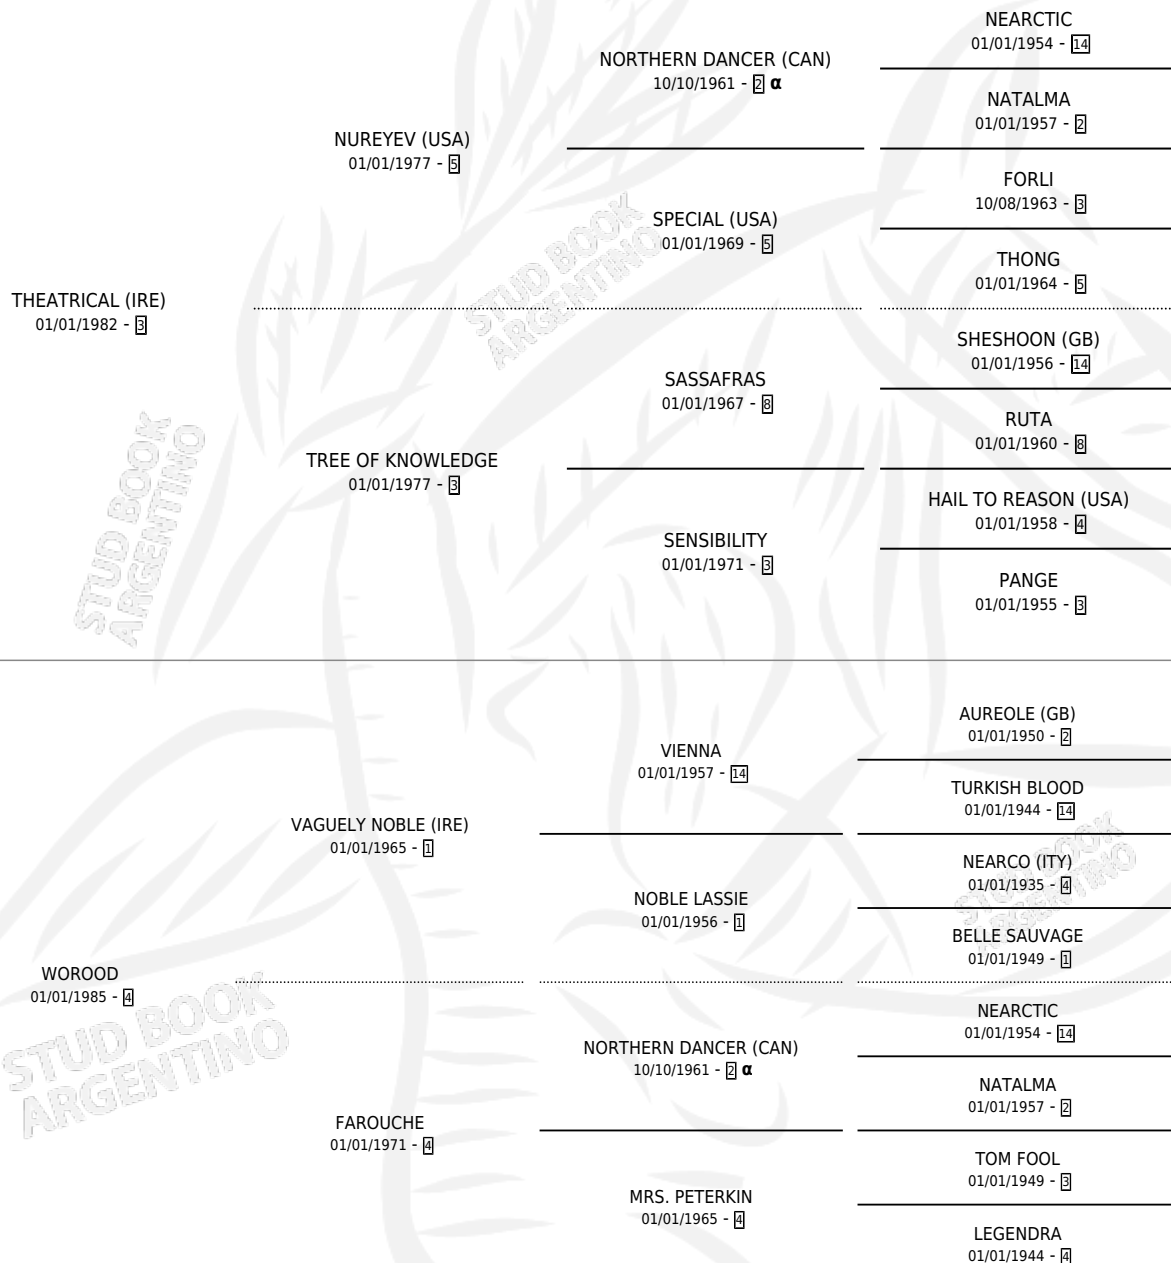 NEARCTIC
01/01/1954 - 14
NORTHERN DANCER (CAN)
10/10/1961 - 2 α
NATALMA
01/01/1957 - 2
NUREYEV (USA)
01/01/1977 - 5
FORLI
10/08/1963 - 3
SPECIAL (USA)
01/01/1969 - 5
THONG
01/01/1964 - 5
THEATRICAL (IRE)
01/01/1982 - 3
SHESHOON (GB)
01/01/1956 - 14
SASSAFRAS
01/01/1967 - 8
RUTA
01/01/1960 - 8
TREE OF KNOWLEDGE
01/01/1977 - 3
HAIL TO REASON (USA)
01/01/1958 - 4
SENSIBILITY
01/01/1971 - 3
PANGE
01/01/1955 - 3
AUREOLE (GB)
01/01/1950 - 2
VIENNA
01/01/1957 - 14
TURKISH BLOOD
01/01/1944 - 14
VAGUELY NOBLE (IRE)
01/01/1965 - 1
NEARCO (ITY)
01/01/1935 - 4
NOBLE LASSIE
01/01/1956 - 1
BELLE SAUVAGE
01/01/1949 - 1
WOROOD
01/01/1985 - 4
NEARCTIC
01/01/1954 - 14
NORTHERN DANCER (CAN)
10/10/1961 - 2 α
NATALMA
01/01/1957 - 2
FAROUCHE
01/01/1971 - 4
TOM FOOL
01/01/1949 - 3
MRS. PETERKIN
01/01/1965 - 4
LEGENDRA
01/01/1944 - 4
STUD BOOK
ARGENTINO
STUD BOOK
ARGENTINO
STUD BOOK
ARGENTINO
STUD BOOK
ARGENTINO